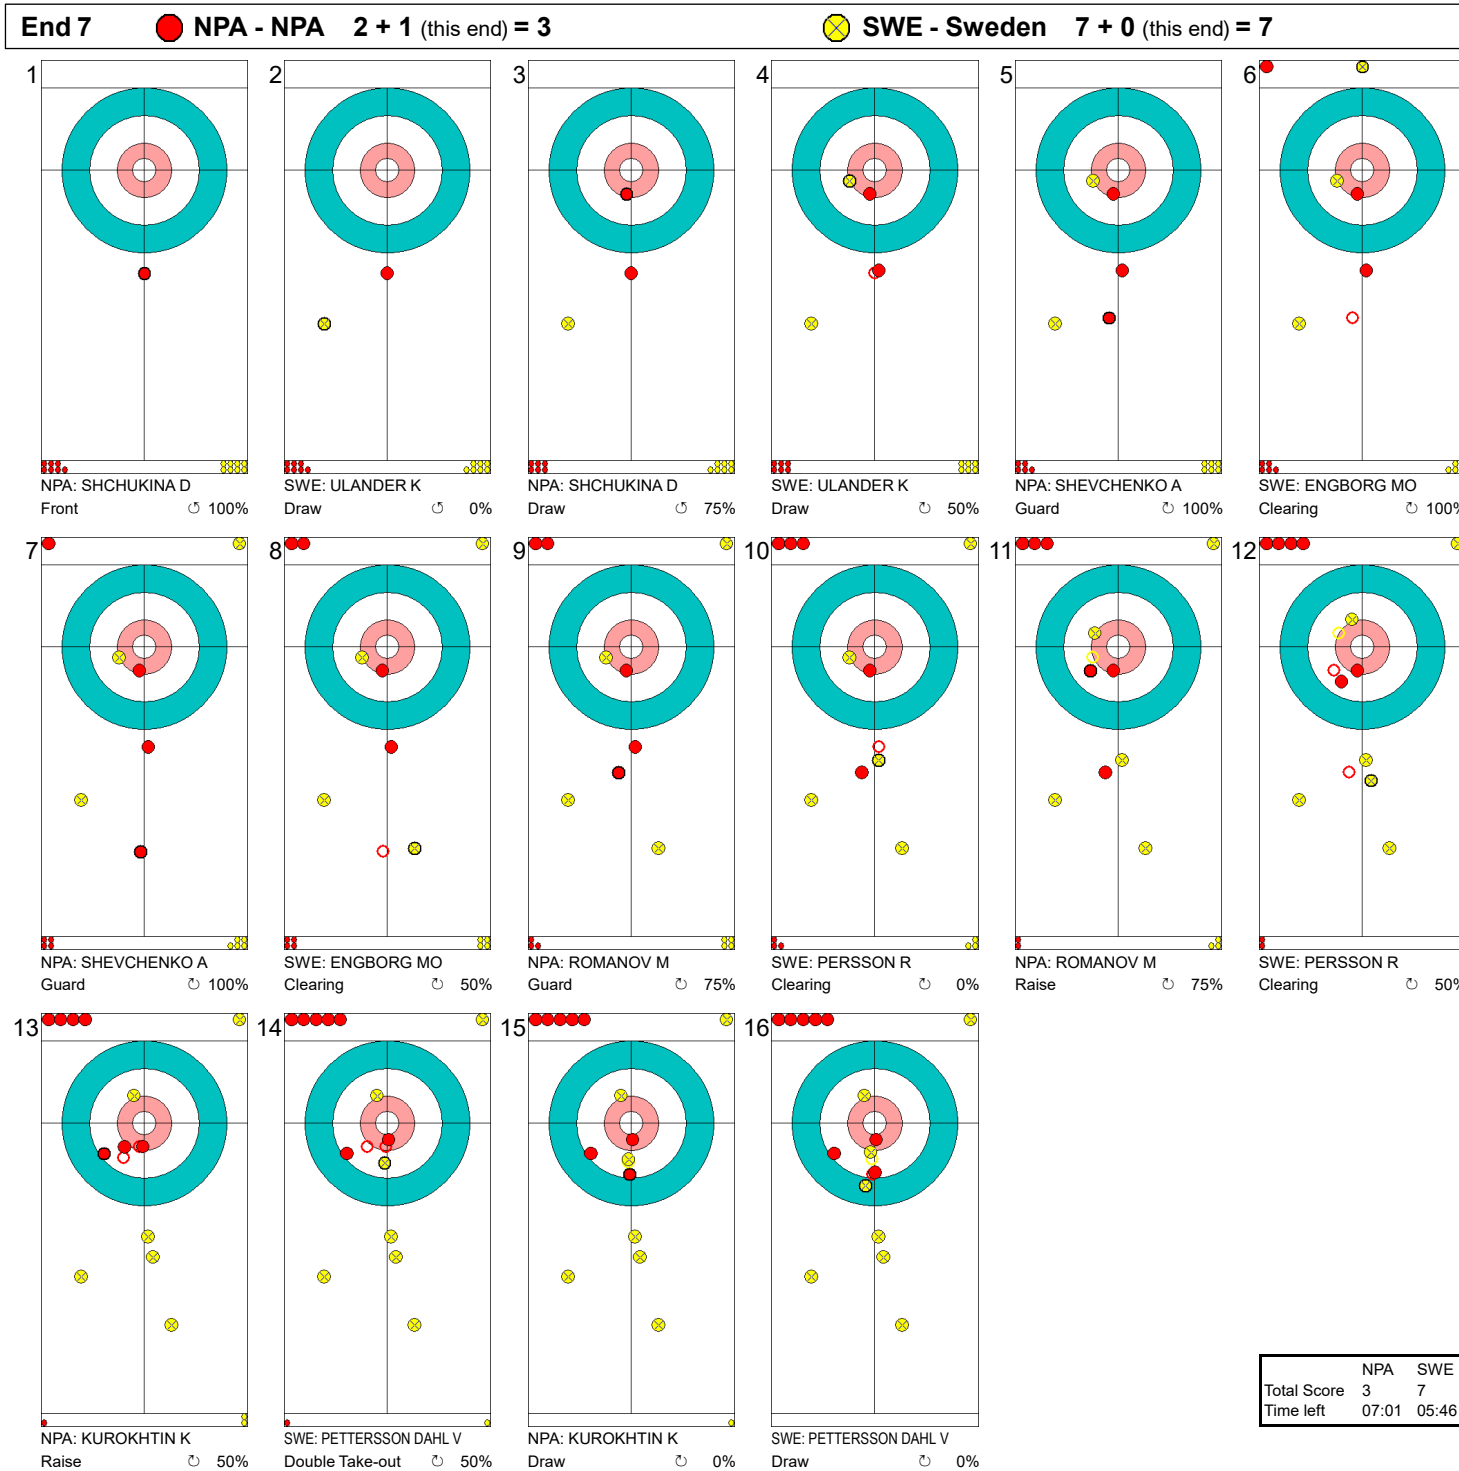 End 7 NPA - NPA 2 + 1 (this end) = 3 SWE - Sweden 7 + 0 (this end) = 7
1 2 3 4 5 6
NPA: SHCHUKINA D SWE: ULANDER K NPA: SHCHUKINA D SWE: ULANDER K NPA: SHEVCHENKO A SWE: ENGBORG MO
Front ↺ 100% Draw ↺ 0% Draw ↺ 75% Draw ↻ 50% Guard ↻ 100% Clearing ↻ 100%
7 8 9 10 11 12
NPA: SHEVCHENKO A SWE: ENGBORG MO NPA: ROMANOV M SWE: PERSSON R NPA: ROMANOV M SWE: PERSSON R
Guard ↻ 100% Clearing ↻ 50% Guard ↻ 75% Clearing ↻ 0% Raise ↻ 75% Clearing ↻ 50%
13 14 15 16
NPA: KUROKHTIN K SWE: PETTERSSON DAHL V NPA: KUROKHTIN K SWE: PETTERSSON DAHL V
Raise ↻ 50% Double Take-out ↻ 50% Draw ↻ 0% Draw ↻ 0%
NPA SWE
Total Score 3 7
Time left 07:01 05:46